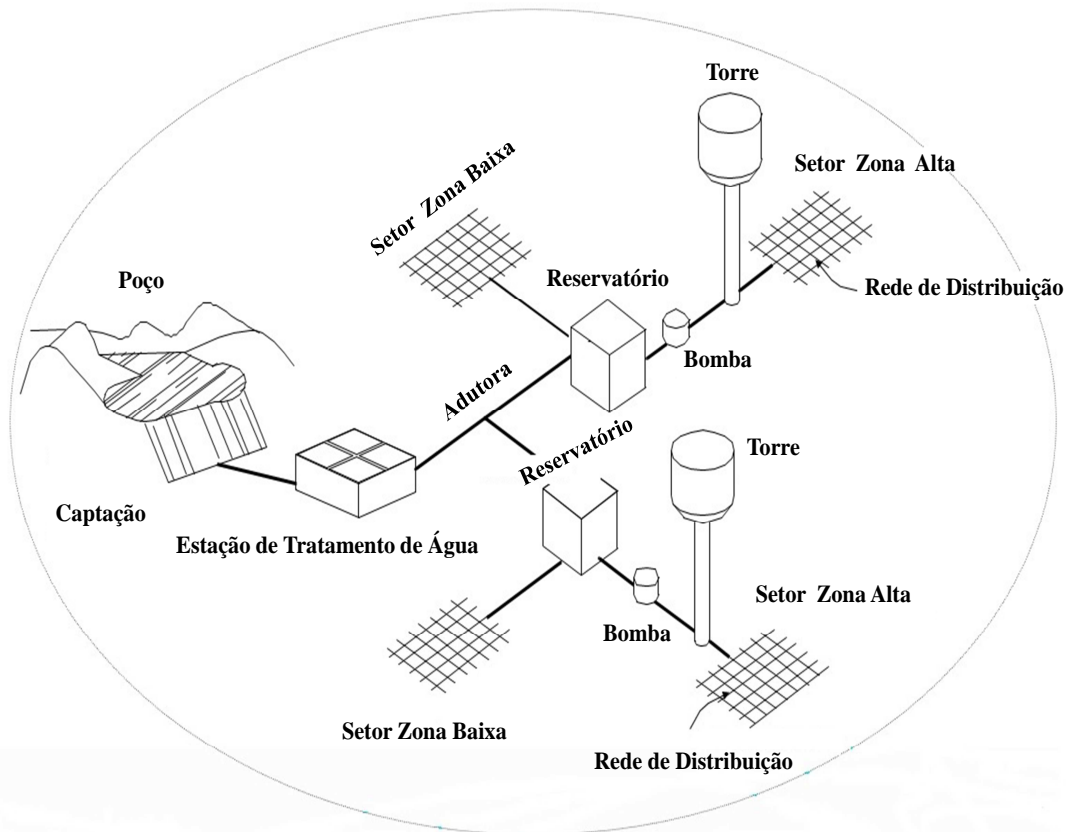 Torre
Setor Zona Alta
Setor Zona Baixa
Poço
Reservatório
Rede de Distribuição
Bomba
Adutora
Reservatório
Torre
Captação
Estação de Tratamento de Água
Setor Zona Alta
Bomba
Setor Zona Baixa
Rede de Distribuição